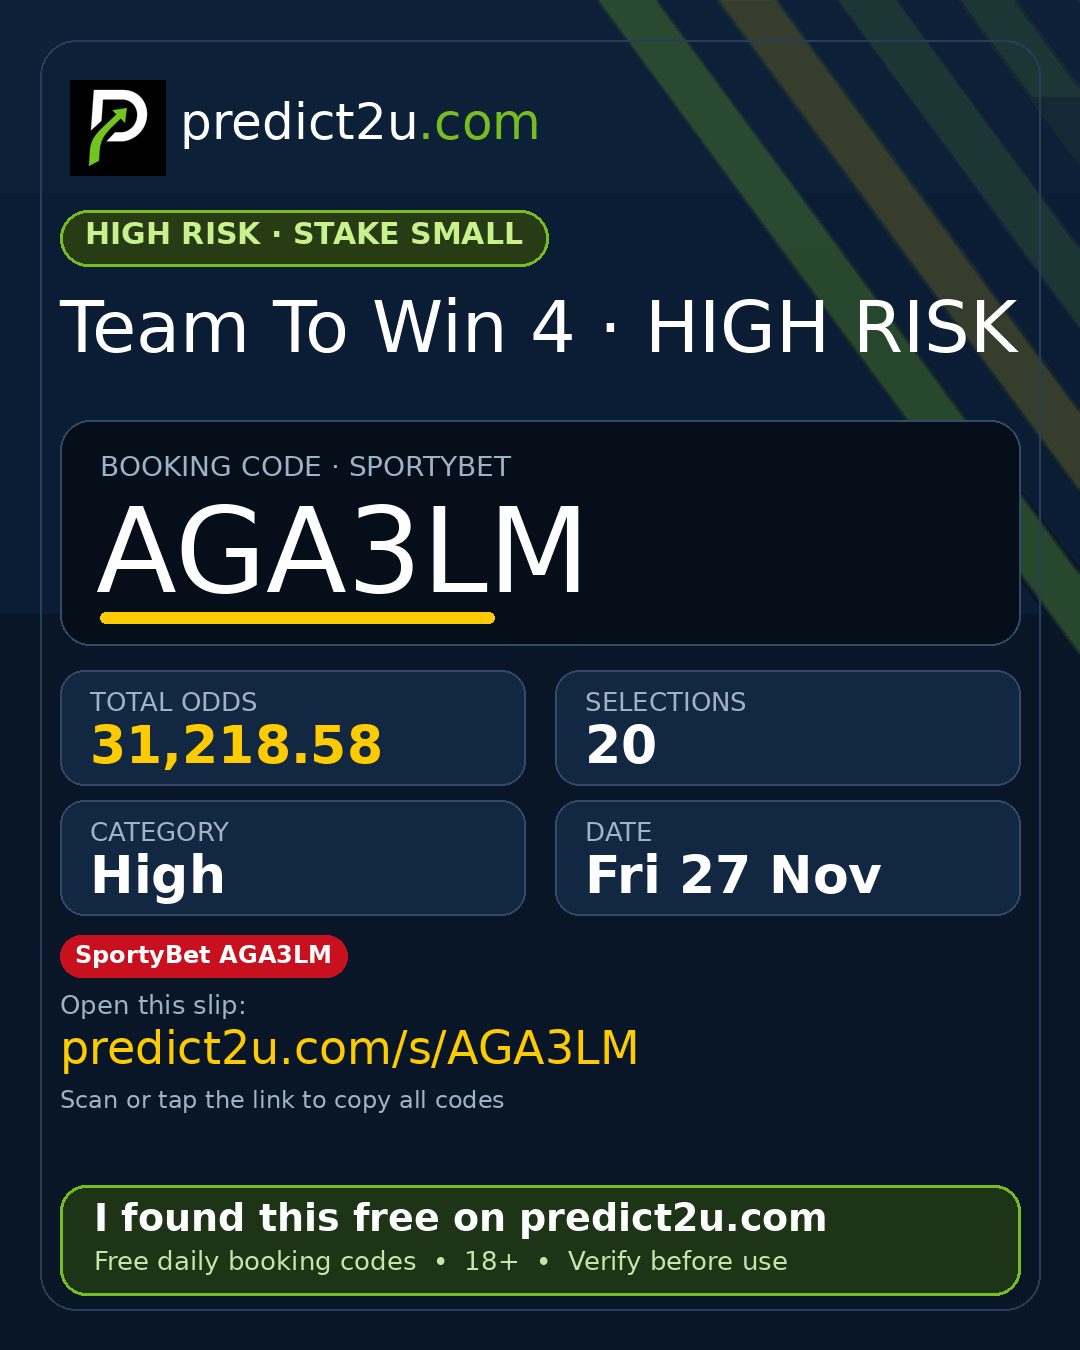 predict2u.com
HIGH RISK · STAKE SMALL
Team To Win 4 · HIGH RISK
BOOKING CODE · SPORTYBET
AGA3LM
TOTAL ODDS
31,218.58
SELECTIONS
20
CATEGORY
High
DATE
Fri 27 Nov
SportyBet AGA3LM
Open this slip:
predict2u.com/s/AGA3LM
Scan or tap the link to copy all codes
I found this free on predict2u.com
Free daily booking codes • 18+ • Verify before use